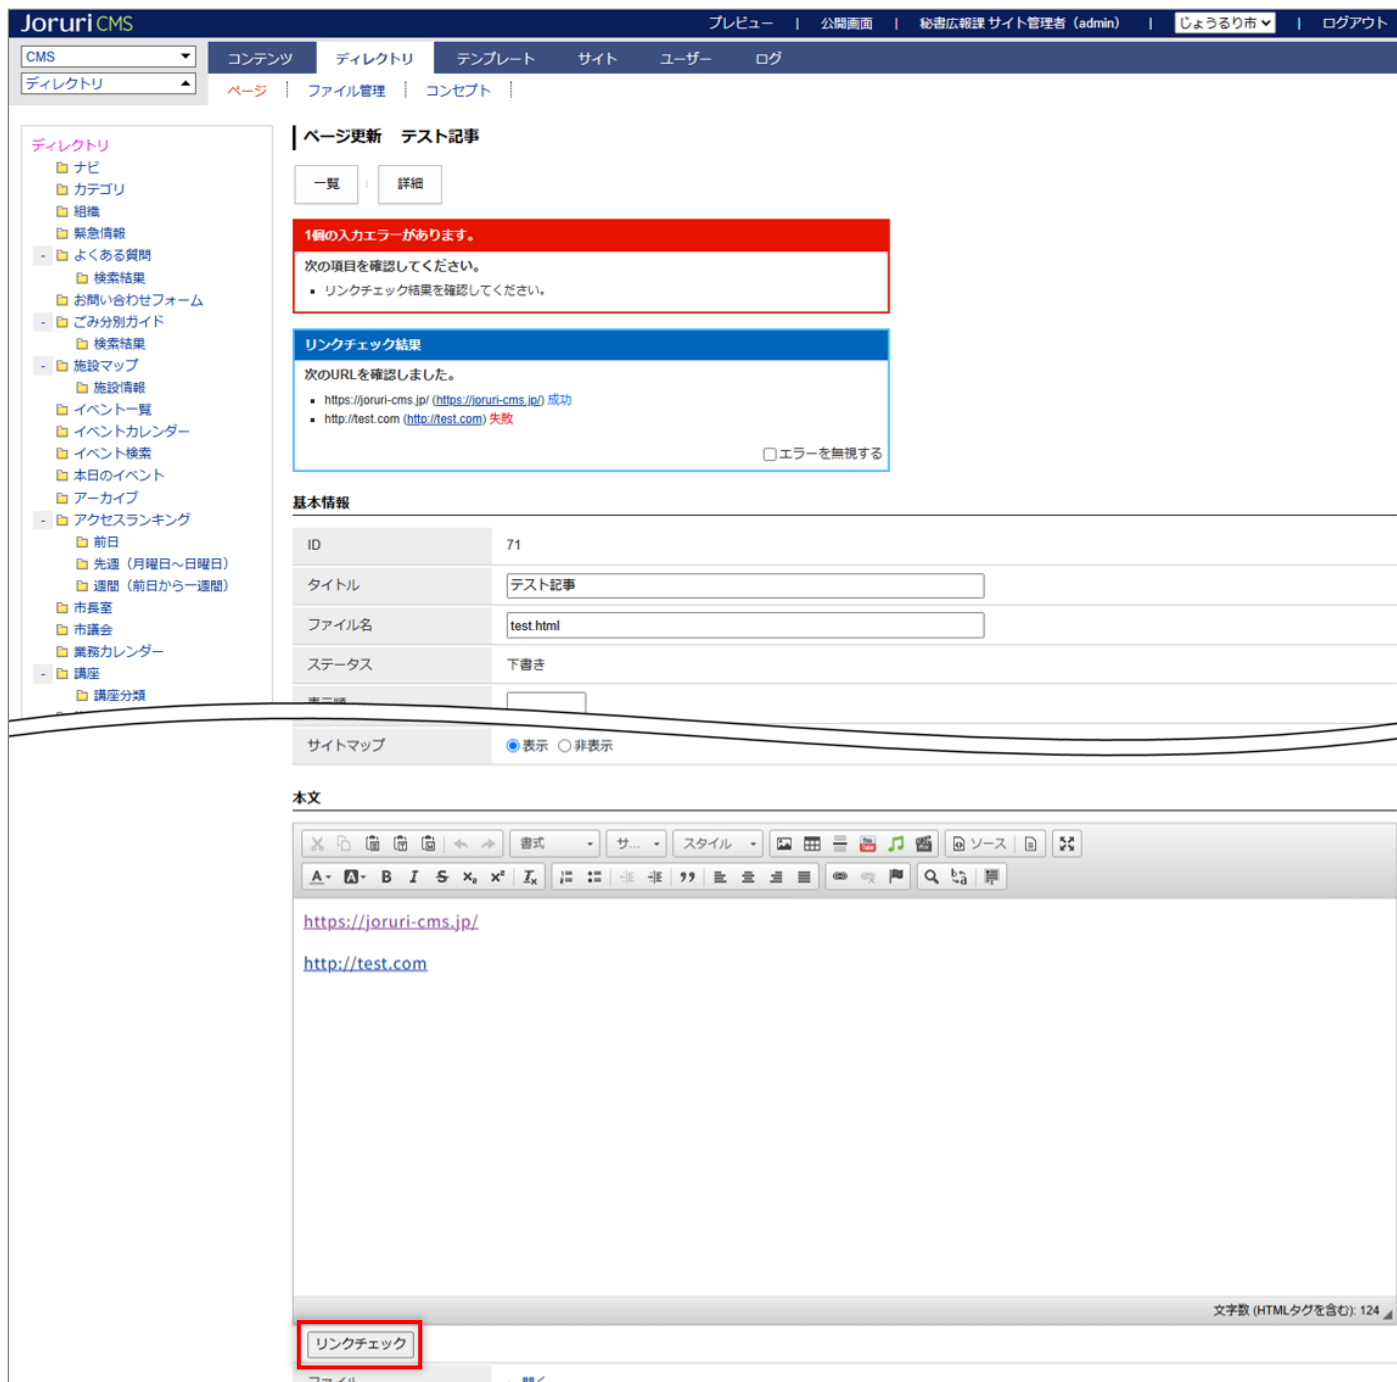 Joruri CMS
プレビュー | 公開画面 | 秘書広報課 サイト管理者（admin） | じょうるり市 | ログアウト
CMS
ディレクトリ
コンテンツ ディレクトリ テンプレート サイト ユーザー ログ
ページ ファイル管理 コンセプト
ディレクトリ
ナビ
カテゴリ
組織
緊急情報
- よくある質問
検索結果
お問い合わせフォーム
- ごみ分別ガイド
検索結果
- 施設マップ
施設情報
イベント一覧
イベントカレンダー
イベント検索
本日のイベント
アーカイブ
- アクセスランキング
前日
先週（月曜日～日曜日）
週間（前日から一週間）
市長室
市議会
業務カレンダー
- 講座
講座分類
ページ更新 テスト記事
一覧 詳細
1個の入力エラーがあります。
次の項目を確認してください。
リンクチェック結果を確認してください。
リンクチェック結果
次のURLを確認しました。
https://joruri-cms.jp/ (https://joruri-cms.jp/) 成功
http://test.com (http://test.com) 失敗
エラーを無視する
基本情報
ID 71
タイトル テスト記事
ファイル名 test.html
ステータス 下書き
サイトマップ 表示 非表示
本文
書式 サ... スタイル ソース
https://joruri-cms.jp/
http://test.com
文字数 (HTMLタグを含む): 124
リンクチェック